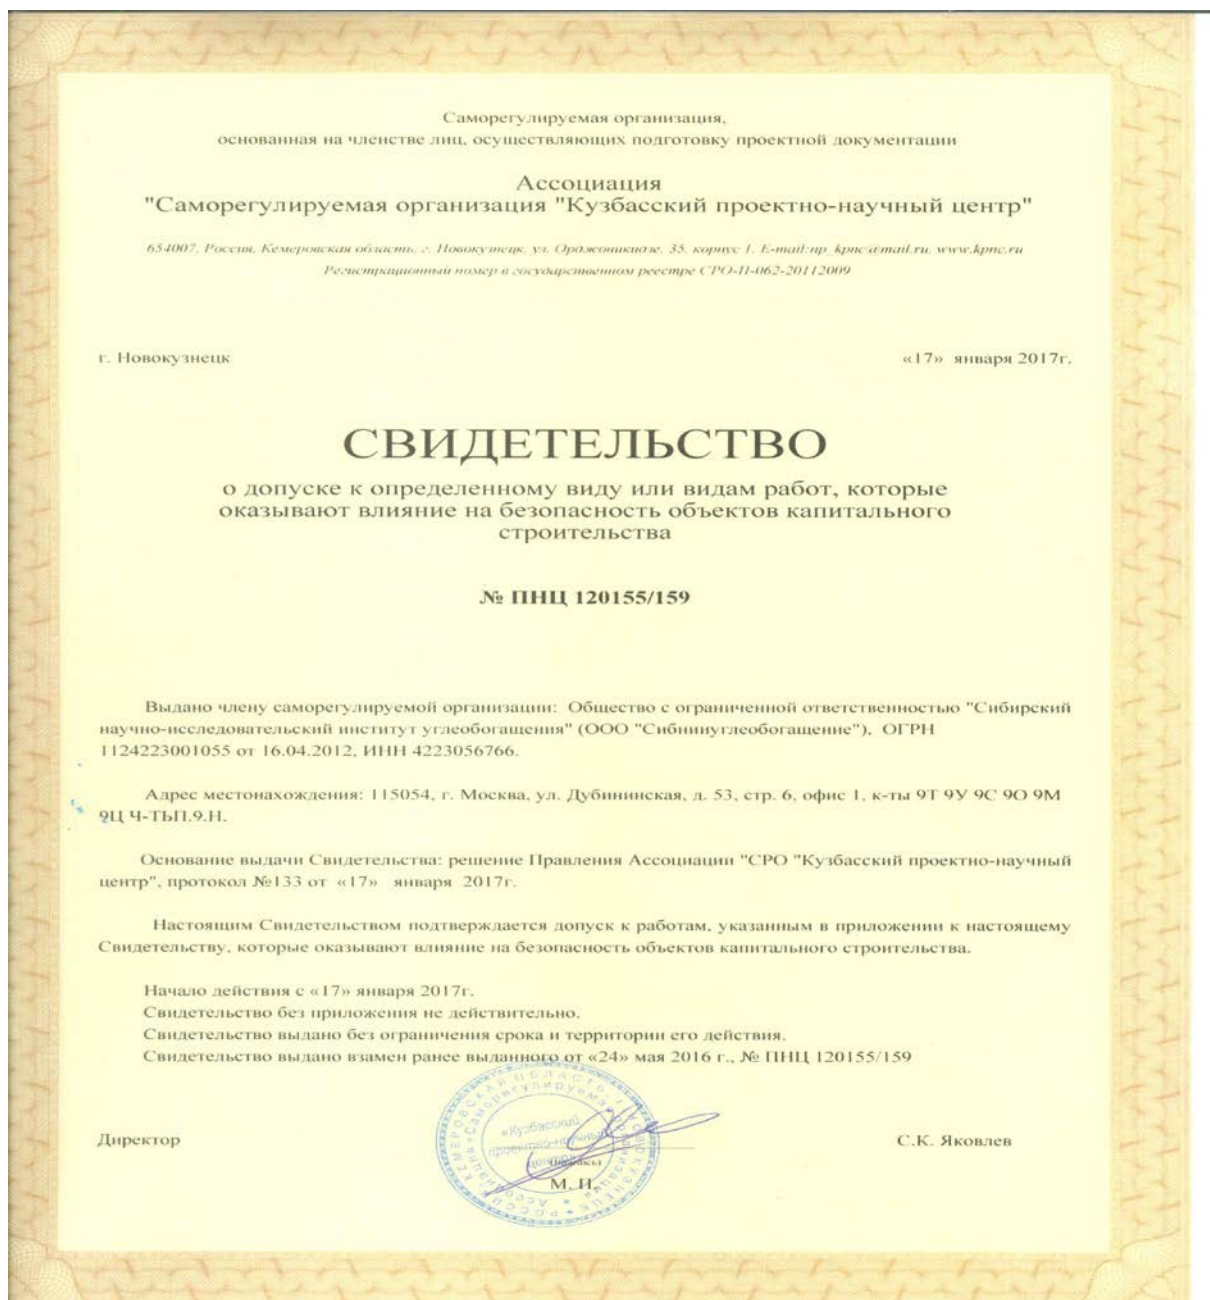 Саморегулируемая организация,
основанная на членстве лиц, осуществляющих подготовку проектной документации
Ассоциация
"Саморегулируемая организация "Кузбасский проектно-научный центр"
654007, Россия, Кемеровская область, г. Новокузнецк, ул. Орджоникидзе, 35, корпус 1, E-mail:np_kpnc@mail.ru, www.kpnc.ru
Регистрационный номер в государственном реестре СРО-П-062-20112009
г. Новокузнецк «17» января 2017г.
СВИДЕТЕЛЬСТВО
о допуске к определенному виду или видам работ, которые
оказывают влияние на безопасность объектов капитального
строительства
№ ПНЦ 120155/159
Выдано члену саморегулируемой организации: Общество с ограниченной ответственностью "Сибирский
научно-исследовательский институт углеобогащения" (ООО "Сибнииуглеобогащение"), ОГРН
1124223001055 от 16.04.2012, ИНН 4223056766.
Адрес местонахождения: 115054, г. Москва, ул. Дубининская, д. 53, стр. 6, офис 1, к-ты 9Т 9У 9С 9О 9М
9Ц Ч-ТЬП.9.Н.
Основание выдачи Свидетельства: решение Правления Ассоциации "СРО "Кузбасский проектно-научный
центр", протокол №133 от «17» января 2017г.
Настоящим Свидетельством подтверждается допуск к работам, указанным в приложении к настоящему
Свидетельству, которые оказывают влияние на безопасность объектов капитального строительства.
Начало действия с «17» января 2017г.
Свидетельство без приложения не действительно.
Свидетельство выдано без ограничения срока и территории его действия.
Свидетельство выдано взамен ранее выданного от «24» мая 2016 г., № ПНЦ 120155/159
Директор С.К. Яковлев
«Кузбасский
проектно-научный
центр»
М. П.